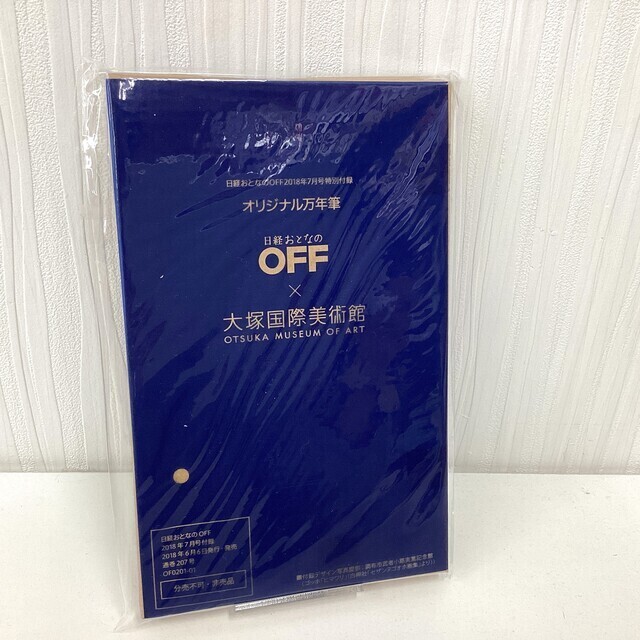 日経おとなのOFF2018年7月号特別付録
オリジナル万年筆
日経おとなの
OFF
×
大塚国際美術館
OTSUKA MUSEUM OF ART
日経おとなのOFF
2018年7月号付録
2018年6月6日発行・発売
通巻207号
OF0201-01
分売不可・非売品